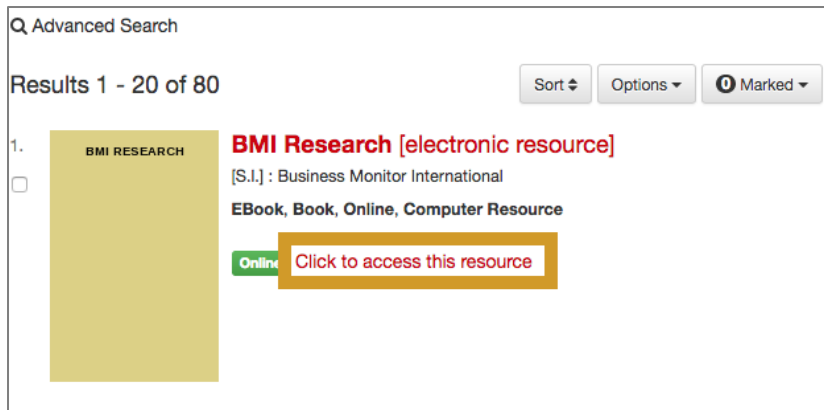 Advanced Search
Results 1 - 20 of 80
Sort
Options
0 Marked
1.
BMI RESEARCH
BMI Research [electronic resource]
[S.l.] : Business Monitor International
EBook, Book, Online, Computer Resource
Online Click to access this resource